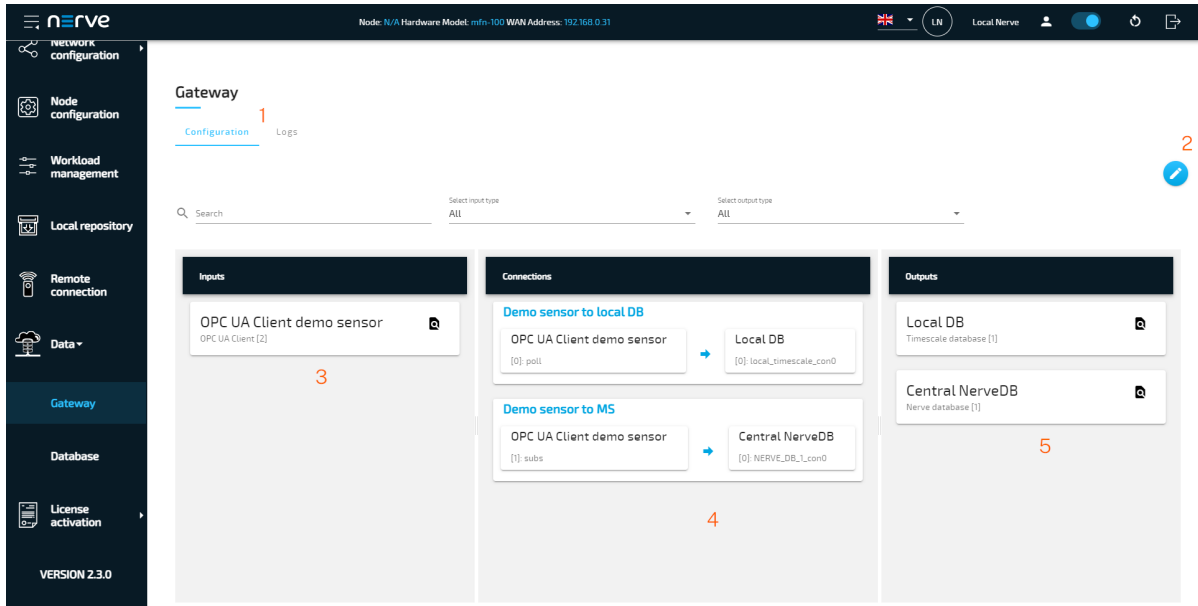 nerve
Node: N/A Hardware Model: mfn-100 WAN Address: 192.168.0.31
LN
Local Nerve
Network
configuration
Node
configuration
Workload
management
Local repository
Remote
connection
Data
Gateway
Database
License
activation
VERSION 2.3.0
Gateway
1
Configuration
Logs
2
Search
Select input type
All
Select output type
All
Inputs
OPC UA Client demo sensor
OPC UA Client [2]
3
Connections
Demo sensor to local DB
OPC UA Client demo sensor
[0]: poll
Local DB
[0]: local_timescale_con0
Demo sensor to MS
OPC UA Client demo sensor
[1]: subs
Central NerveDB
[0]: NERVE_DB_1_con0
4
Outputs
Local DB
Timescale database [1]
Central NerveDB
Nerve database [1]
5